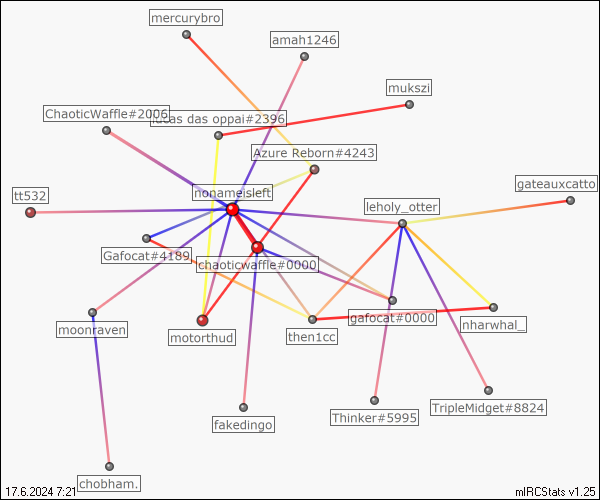 mercurybro
amah1246
mukszi
ChaoticWaffle#2006
lucas das oppai#2396
Azure Reborn#4243
gateauxcatto
nonameisleft
tt532
leholy_otter
Gafocat#4189
chaoticwaffle#0000
moonraven
motorthud
then1cc
gafocat#0000
nharwhal_
fakedingo
Thinker#5995
TripleMidget#8824
chobham.
17.6.2024 7:21
mIRCStats v1.25